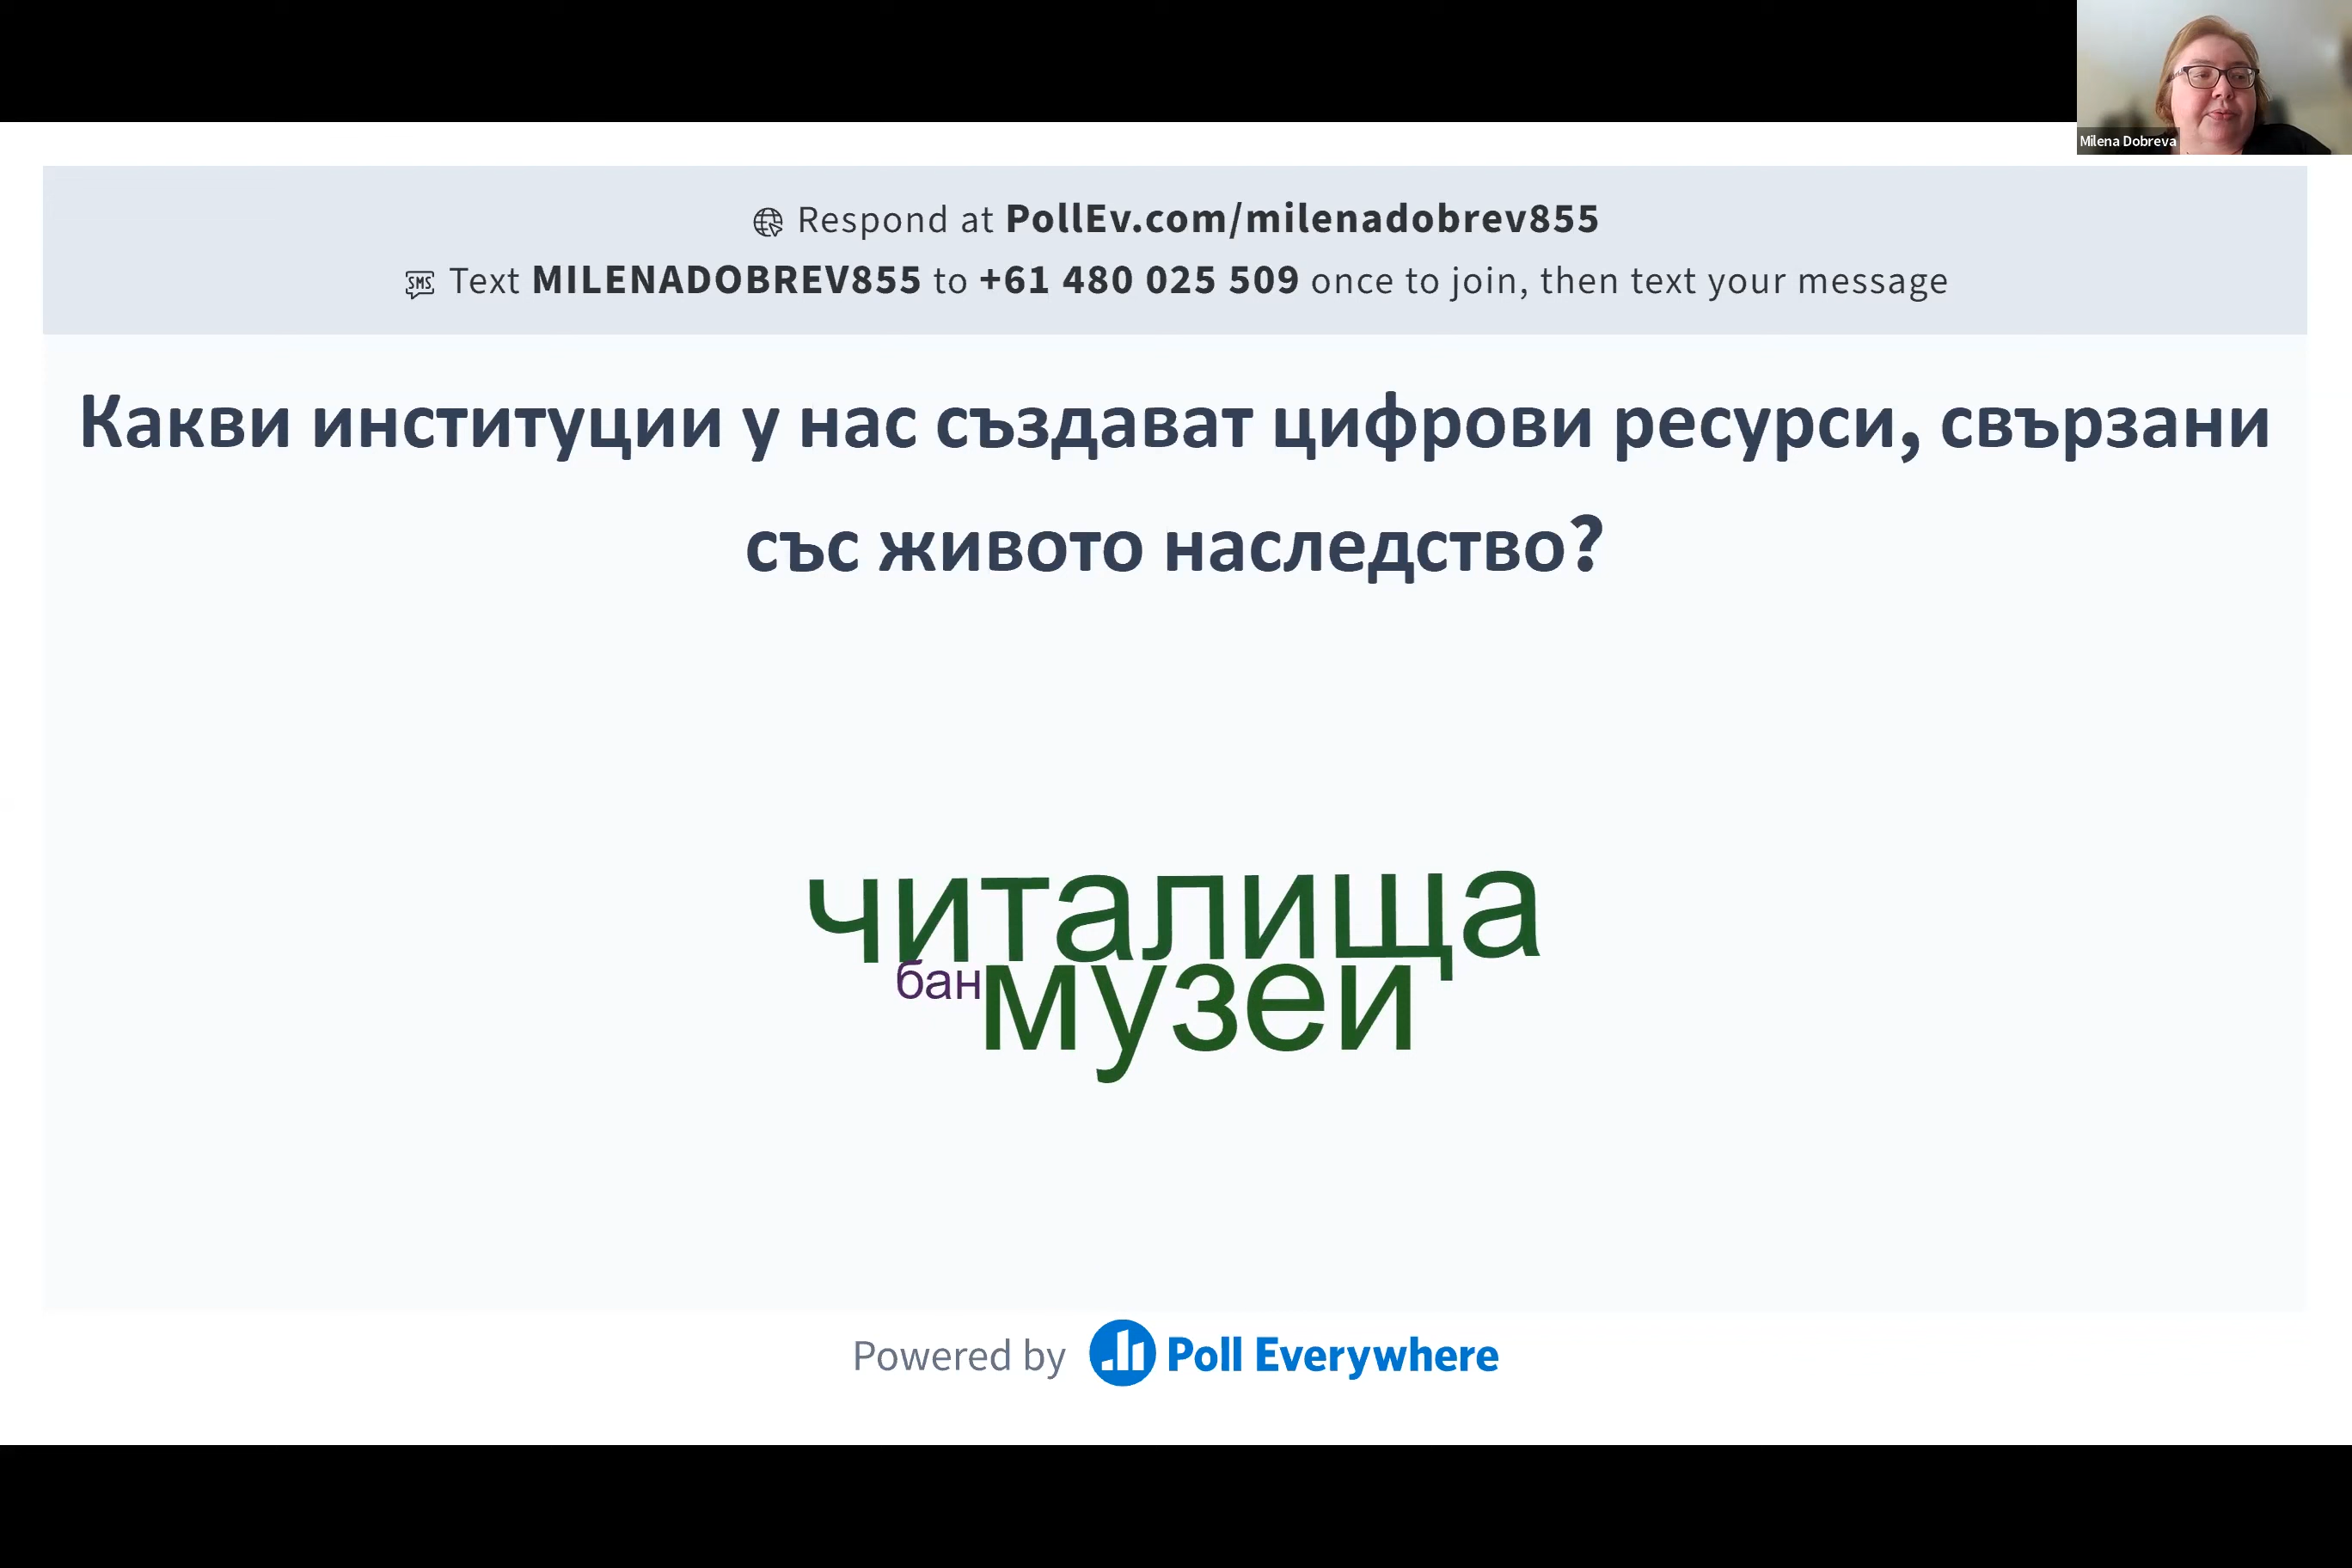 Milena Dobreva
Respond at PollEv.com/milenadobrev855
SMS Text MILENADOBREV855 to +61 480 025 509 once to join, then text your message
Какви институции у нас създават цифрови ресурси, свързани
със живото наследство?
читалища
бан музеи
Powered by Poll Everywhere